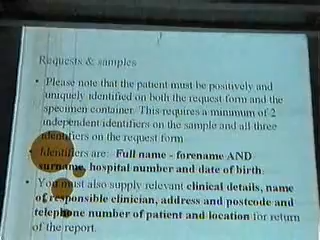 Requests & samples
• Please note that the patient must be positively and
uniquely identified on both the request form and the
specimen container. This requires a minimum of 2
independent identifiers on the sample and all three
identifiers on the request form
• Identifiers are: Full name - forename AND
surname, hospital number and date of birth.
• You must also supply relevant clinical details, name
of responsible clinician, address and postcode and
telephone number of patient and location for return
of the report.